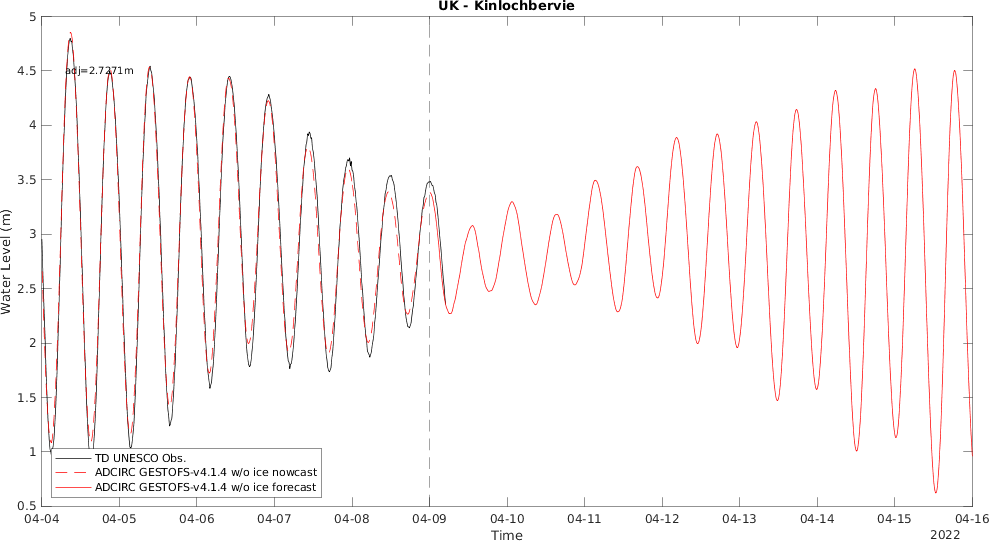 UK - Kinlochbervie
5
4.5
4
3.5
3
2.5
2
1.5
1
0.5
Water Level (m)
adj=2.7271m
TD UNESCO Obs.
ADCIRC GESTOFS-v4.1.4 w/o ice nowcast
ADCIRC GESTOFS-v4.1.4 w/o ice forecast
04-04 04-05 04-06 04-07 04-08 04-09 04-10 04-11 04-12 04-13 04-14 04-15 04-16
Time
2022